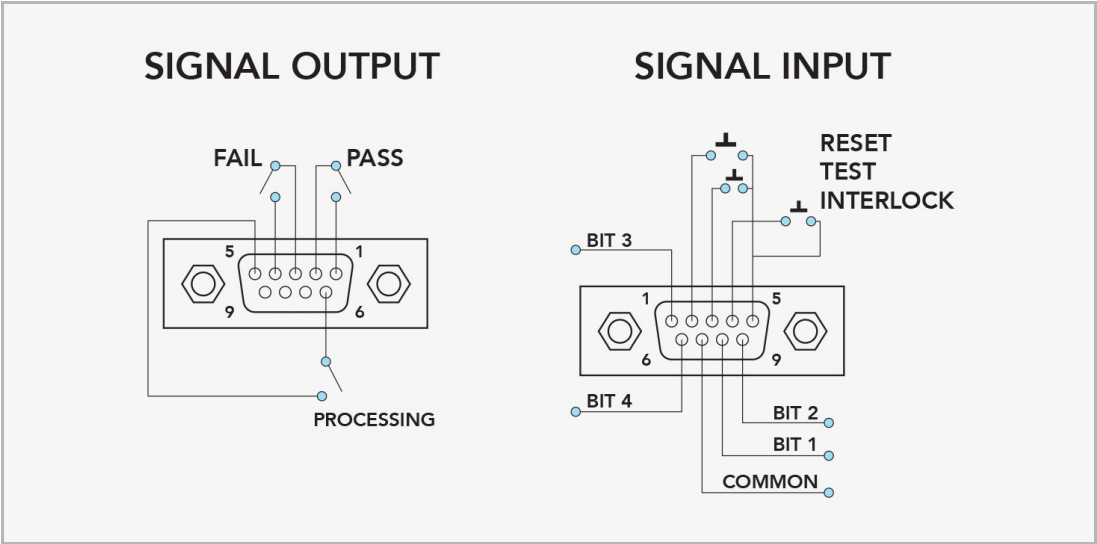 SIGNAL OUTPUT
FAIL
PASS
5
1
9
6
PROCESSING
SIGNAL INPUT
RESET
TEST
INTERLOCK
BIT 3
1
5
6
9
BIT 4
BIT 2
BIT 1
COMMON